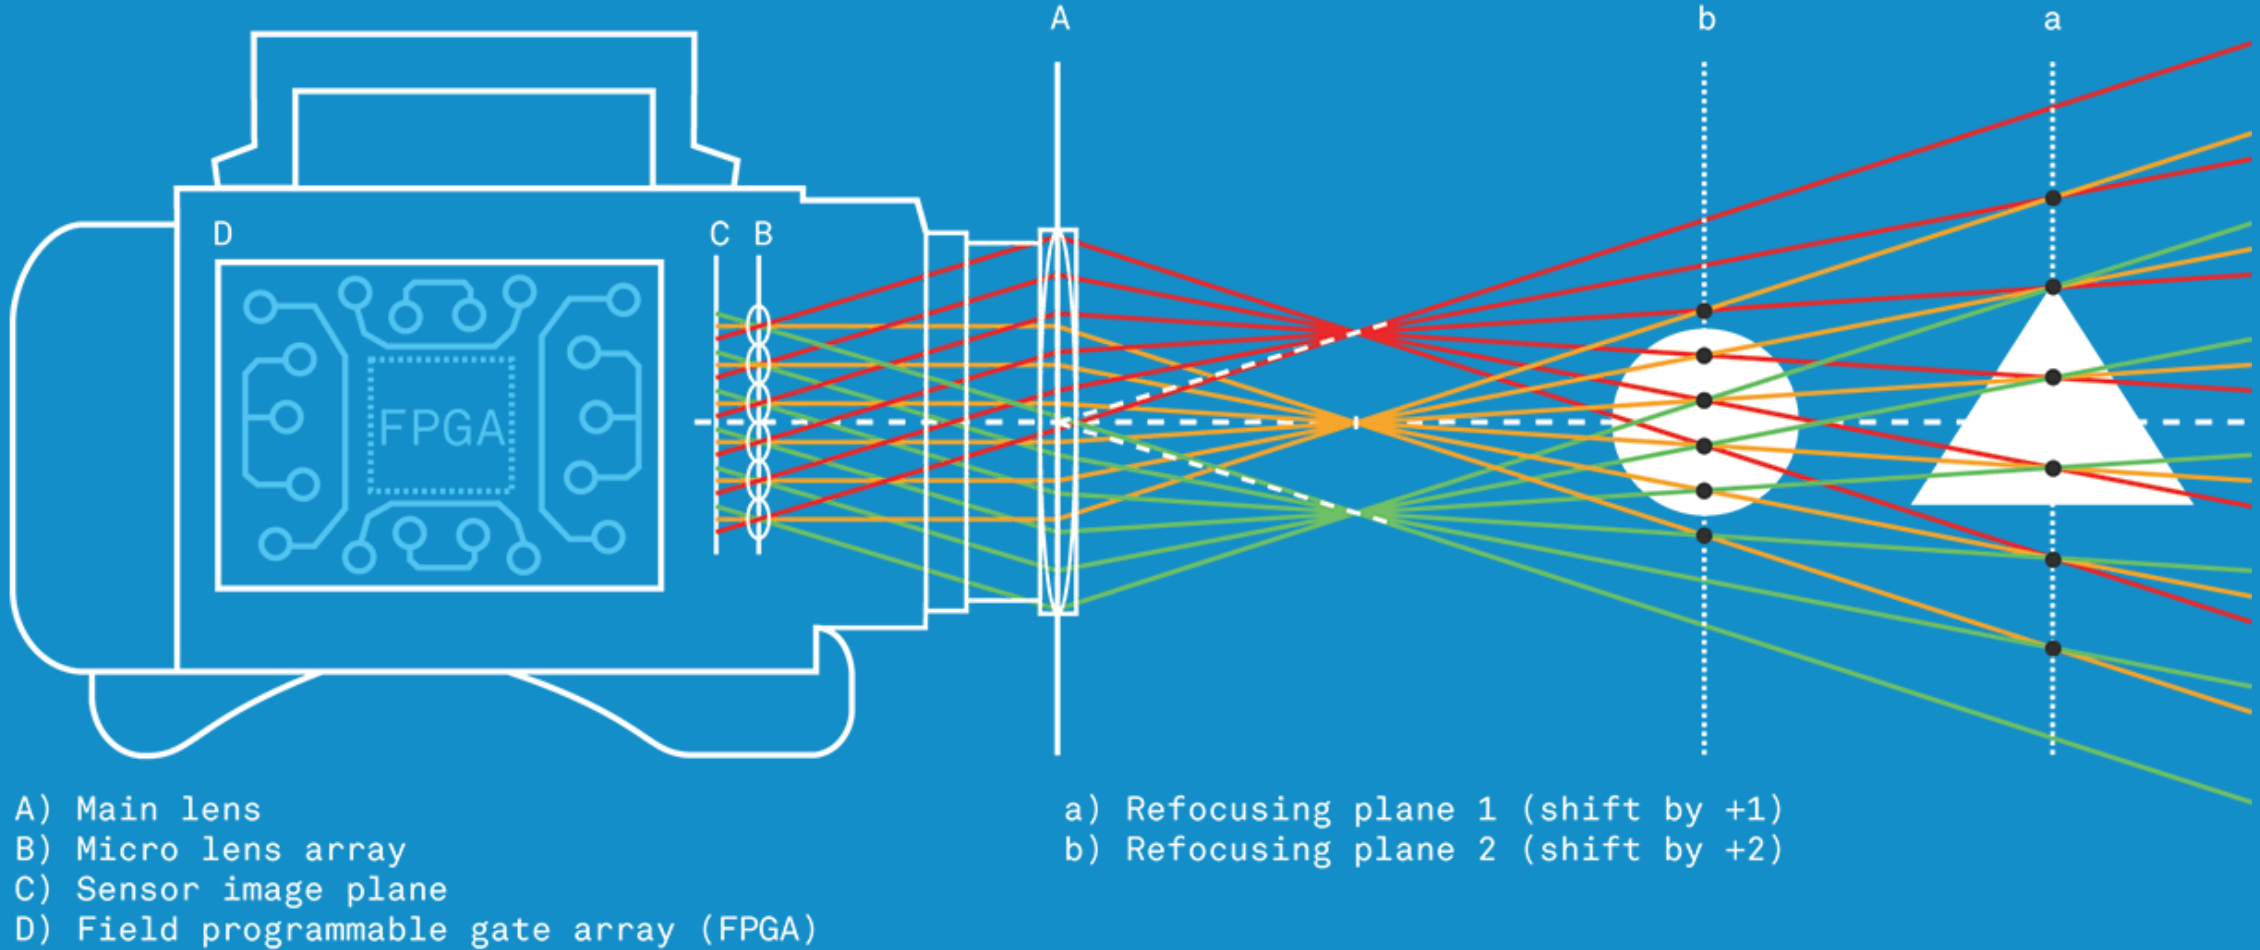 A
b
a
D
C
B
FPGA
A) Main lens
B) Micro lens array
C) Sensor image plane
D) Field programmable gate array (FPGA)
a) Refocusing plane 1 (shift by +1)
b) Refocusing plane 2 (shift by +2)